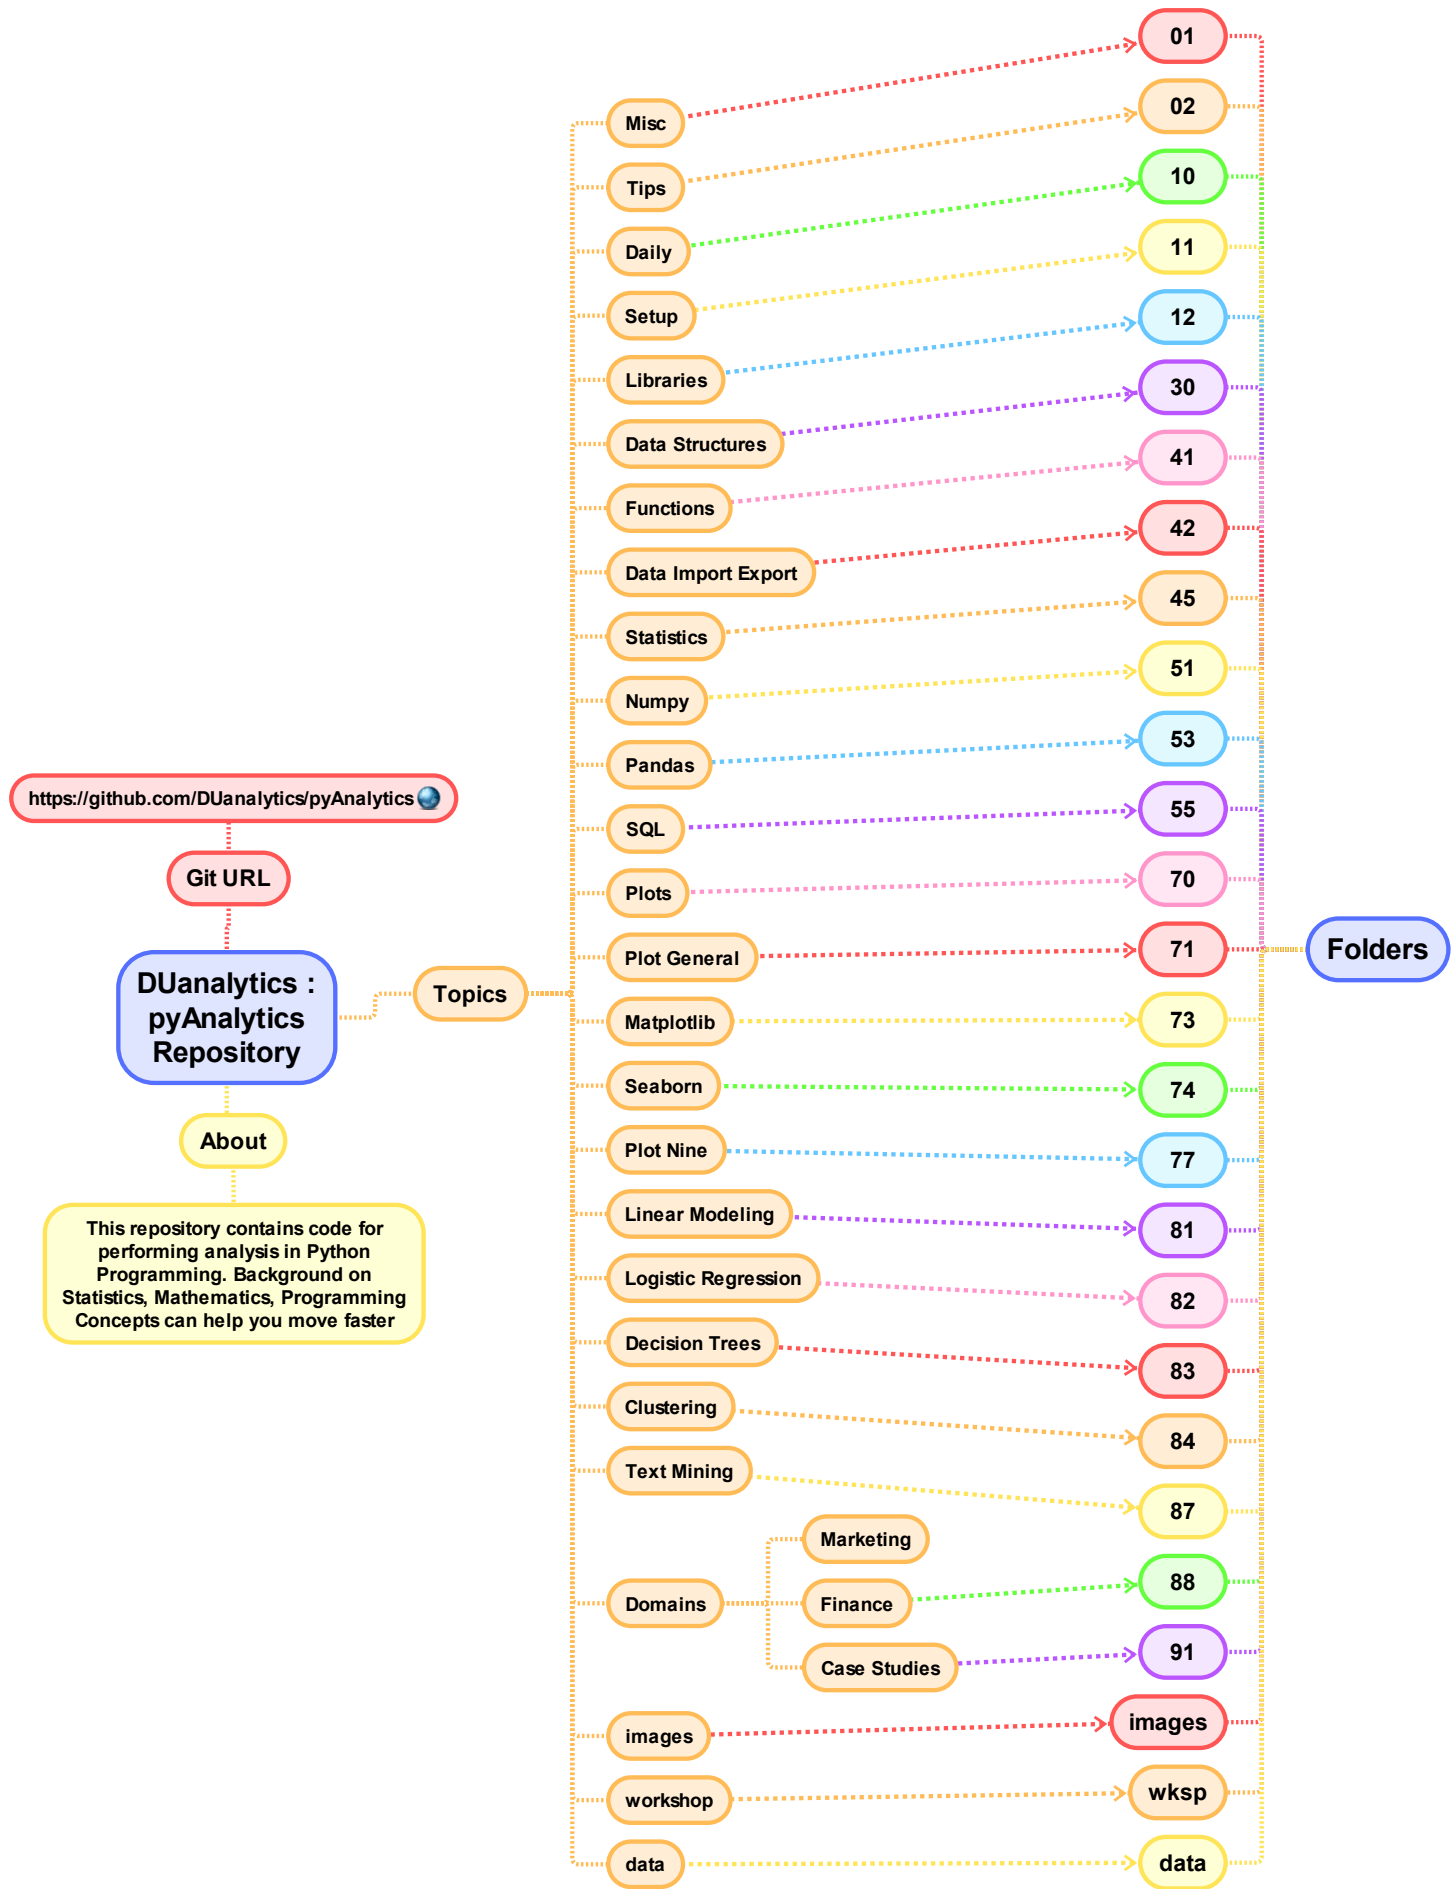 https://github.com/DUanalytics/pyAnalytics
Git URL
DUanalytics :
pyAnalytics
Repository
About
This repository contains code for
performing analysis in Python
Programming. Background on
Statistics, Mathematics, Programming
Concepts can help you move faster
Topics
Misc
Tips
Daily
Setup
Libraries
Data Structures
Functions
Data Import Export
Statistics
Numpy
Pandas
SQL
Plots
Plot General
Matplotlib
Seaborn
Plot Nine
Linear Modeling
Logistic Regression
Decision Trees
Clustering
Text Mining
Domains
Marketing
Finance
Case Studies
images
workshop
data
01
02
10
11
12
30
41
42
45
51
53
55
70
71
73
74
77
81
82
83
84
87
88
91
images
wksp
data
Folders